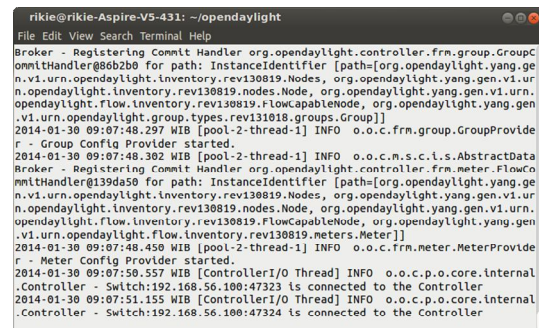 rikie@rikie-Aspire-V5-431: ~/opendaylight
File Edit View Search Terminal Help
Broker - Registering Commit Handler org.opendaylight.controller.frm.group.GroupC
ommitHandler@86b2b0 for path: InstanceIdentifier [path=[org.opendaylight.yang.ge
n.v1.urn.opendaylight.inventory.rev130819.Nodes, org.opendaylight.yang.gen.v1.ur
n.opendaylight.inventory.rev130819.nodes.Node, org.opendaylight.yang.gen.v1.urn.
opendaylight.flow.inventory.rev130819.FlowCapableNode, org.opendaylight.yang.gen
.v1.urn.opendaylight.group.types.rev131018.groups.Group]]
2014-01-30 09:07:48.297 WIB [pool-2-thread-1] INFO  o.o.c.frm.group.GroupProvide
r - Group Config Provider started.
2014-01-30 09:07:48.302 WIB [pool-2-thread-1] INFO  o.o.c.m.s.c.i.s.AbstractData
Broker - Registering Commit Handler org.opendaylight.controller.frm.meter.FlowCo
mmitHandler@139da50 for path: InstanceIdentifier [path=[org.opendaylight.yang.ge
n.v1.urn.opendaylight.inventory.rev130819.Nodes, org.opendaylight.yang.gen.v1.ur
n.opendaylight.inventory.rev130819.nodes.Node, org.opendaylight.yang.gen.v1.urn.
opendaylight.flow.inventory.rev130819.FlowCapableNode, org.opendaylight.yang.gen
.v1.urn.opendaylight.flow.inventory.rev130819.meters.Meter]]
2014-01-30 09:07:48.450 WIB [pool-2-thread-1] INFO  o.o.c.frm.meter.MeterProvide
r - Meter Config Provider started.
2014-01-30 09:07:50.557 WIB [ControllerI/O Thread] INFO  o.o.c.p.o.core.internal
.Controller - Switch:192.168.56.100:47323 is connected to the Controller
2014-01-30 09:07:51.155 WIB [ControllerI/O Thread] INFO  o.o.c.p.o.core.internal
.Controller - Switch:192.168.56.100:47324 is connected to the Controller